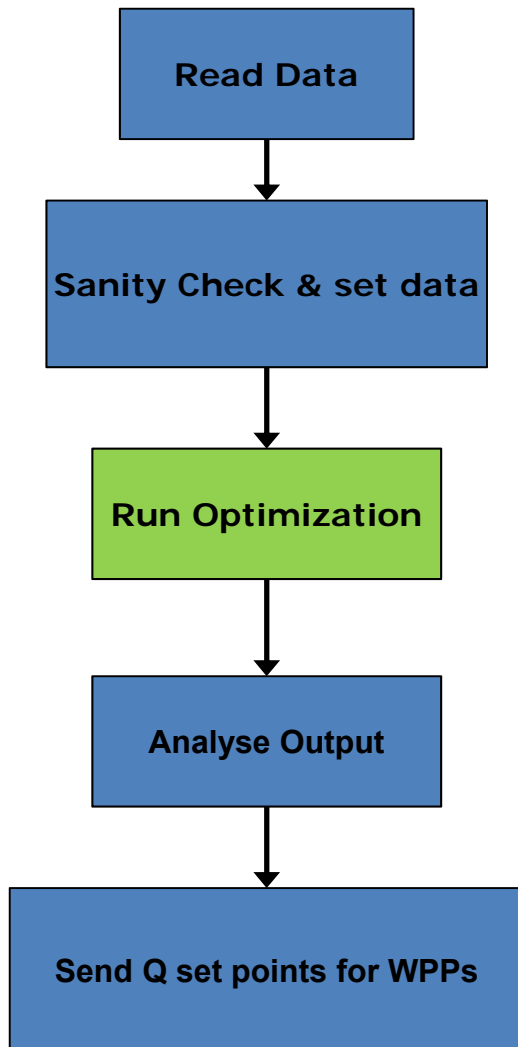 Read Data
Sanity Check & set data
Run Optimization
Analyse Output
Send Q set points for WPPs